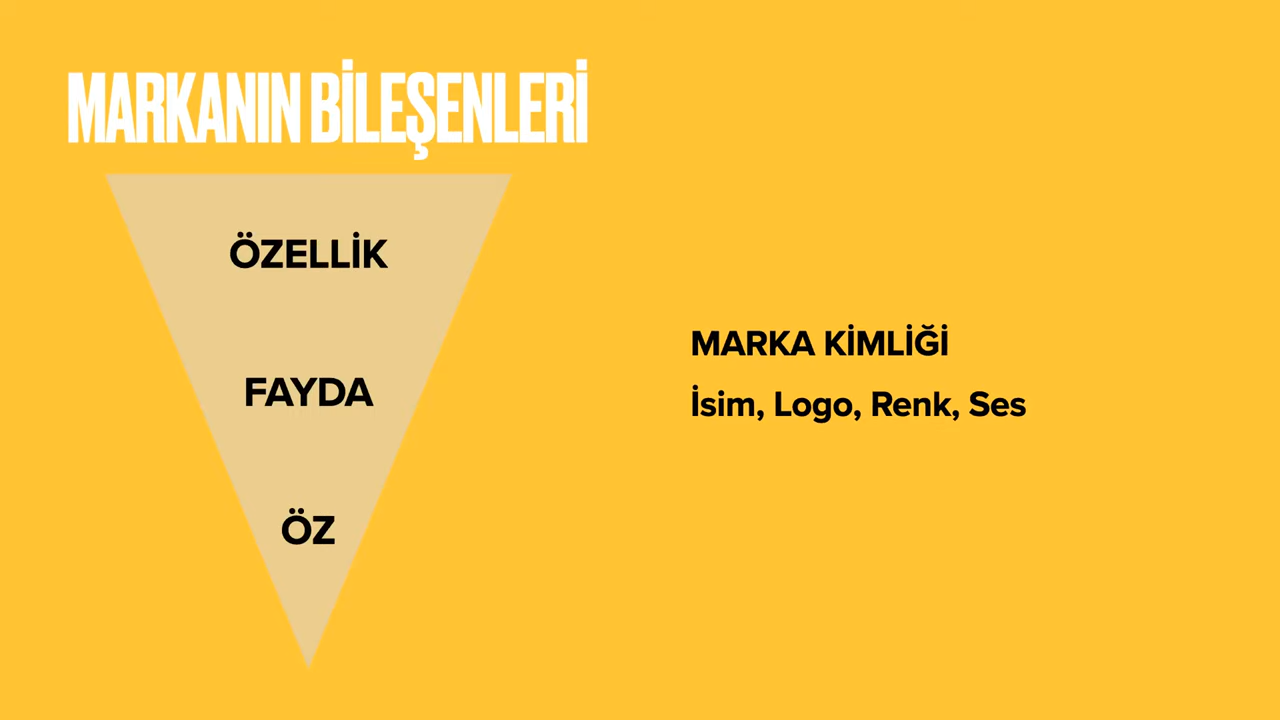 MARKANIN BİLEŞENLERİ
ÖZELLİK
FAYDA
ÖZ
MARKA KİMLİĞİ
İsim, Logo, Renk, Ses